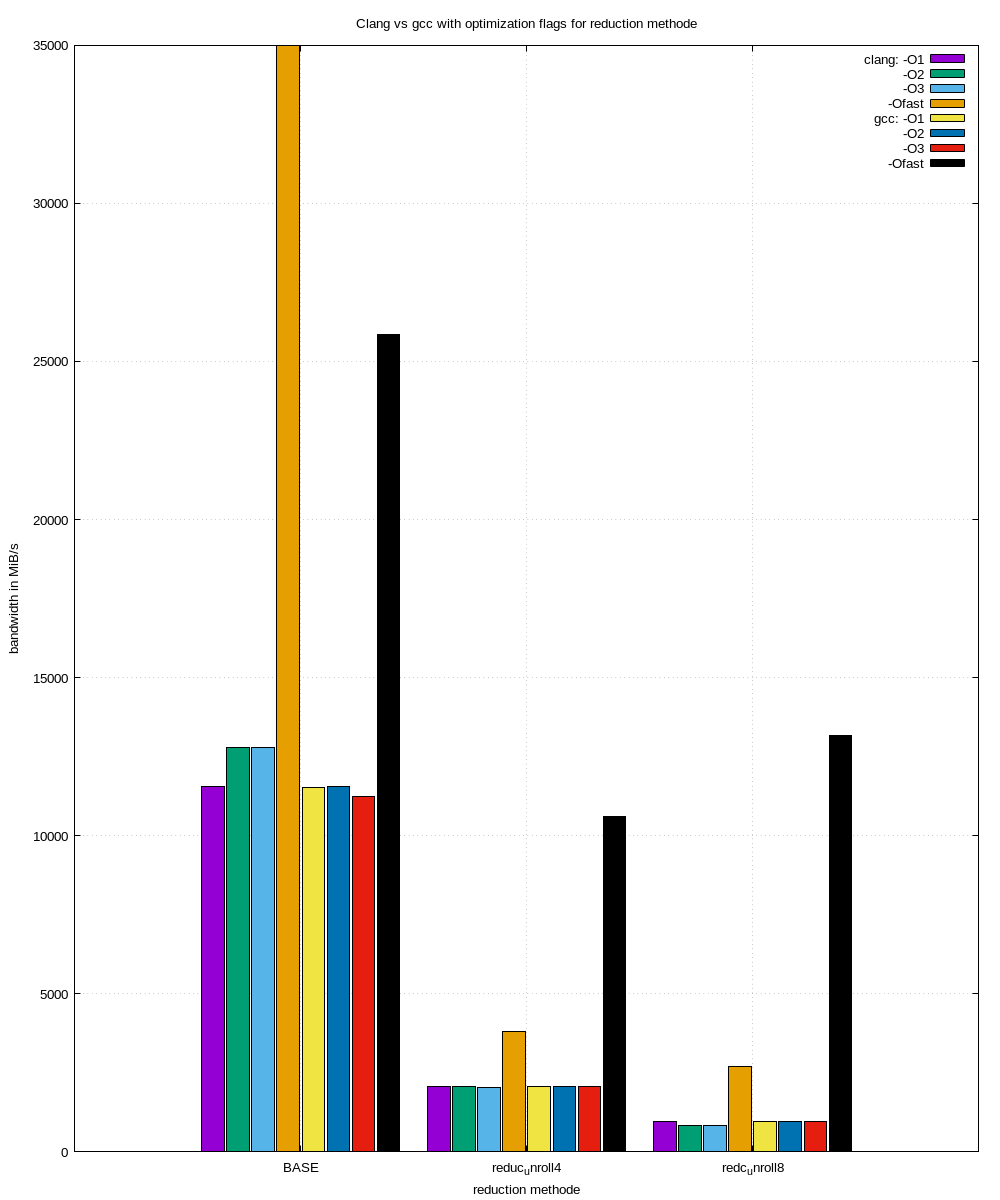 Clang vs gcc with optimization flags for reduction methode
35000
30000
25000
20000
15000
10000
5000
0
bandwidth in MiB/s
clang: -O1
-O2
-O3
-Ofast
gcc: -O1
-O2
-O3
-Ofast
BASE
reducunroll4
redcunroll8
reduction methode